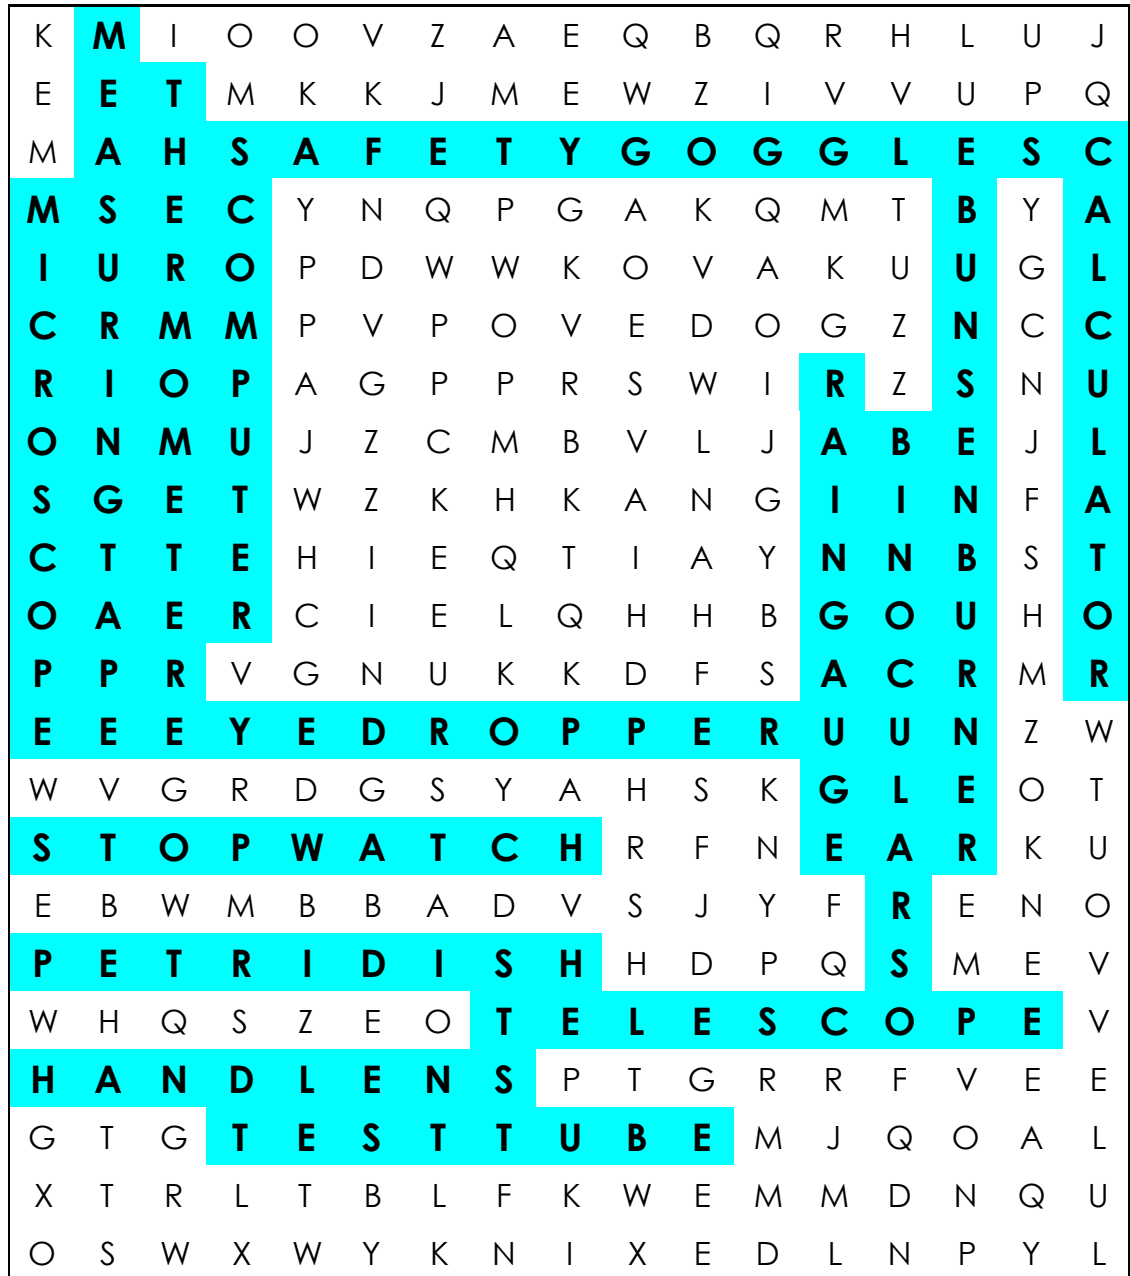 K M I O O V Z A E Q B Q R H L U J
E E T M K K J M E W Z I V V U P Q
M A H S A F E T Y G O G G L E S C
M S E C Y N Q P G A K Q M T B Y A
I U R O P D W W K O V A K U U G L
C R M M P V P O V E D O G Z N C C
R I O P A G P P R S W I R Z S N U
O N M U J Z C M B V L J A B E J L
S G E T W Z K H K A N G I I N F A
C T T E H I E Q T I A Y N N B S T
O A E R C I E L Q H H B G O U H O
P P R V G N U K K D F S A C R M R
E E E Y E D R O P P E R U U N Z W
W V G R D G S Y A H S K G L E O T
S T O P W A T C H R F N E A R K U
E B W M B B A D V S J Y F R E N O
P E T R I D I S H H D P Q S M E V
W H Q S Z E O T E L E S C O P E V
H A N D L E N S P T G R R F V E E
G T G T E S T T U B E M J Q O A L
X T R L T B L F K W E M M D N Q U
O S W X W Y K N I X E D L N P Y L